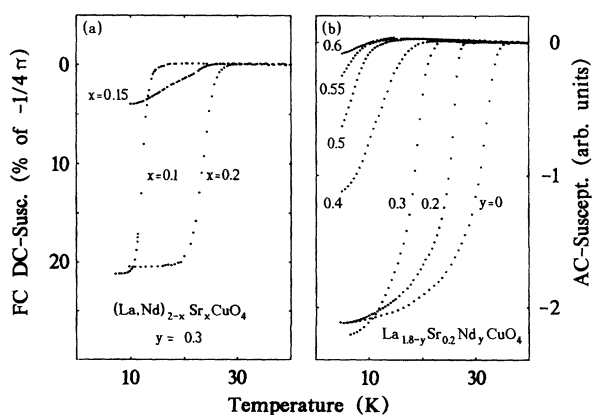 (a)
(b)
FC DC-Susc. (% of -1/4 π)
0
10
20
x=0.15
x=0.1
x=0.2
(La,Nd)₂₋ₓSrₓCuO₄
y = 0.3
10
30
0.6
0.55
0.5
0.4
0.3
0.2
y=0
La₁.₈₋ᵧSr₀.₂NdᵧCuO₄
10
30
0
-1
-2
AC-Suscept. (arb. units)
Temperature (K)